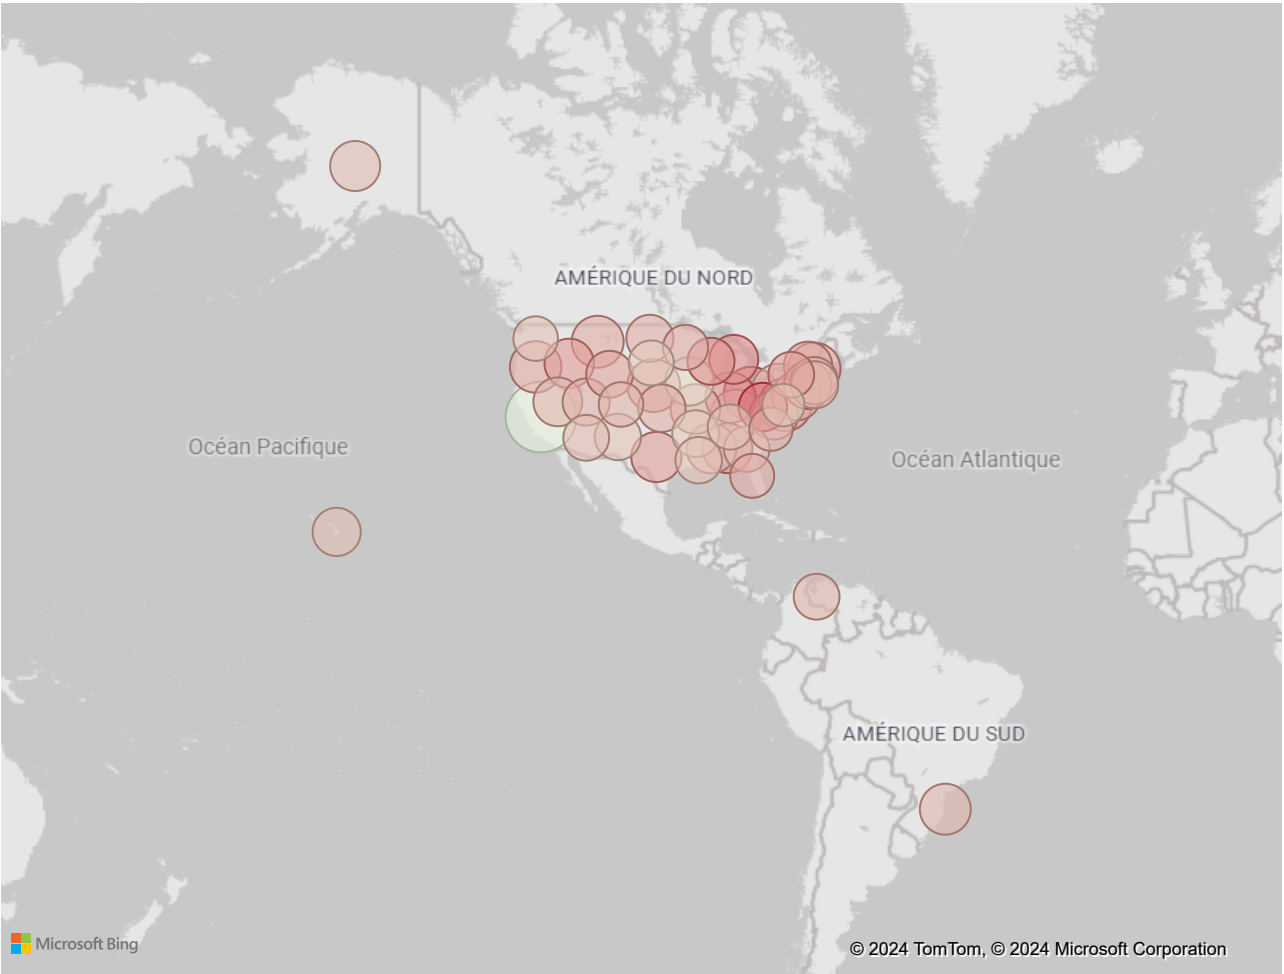 AMÉRIQUE DU NORD
Océan Pacifique
Océan Atlantique
AMÉRIQUE DU SUD
Microsoft Bing
© 2024 TomTom, © 2024 Microsoft Corporation